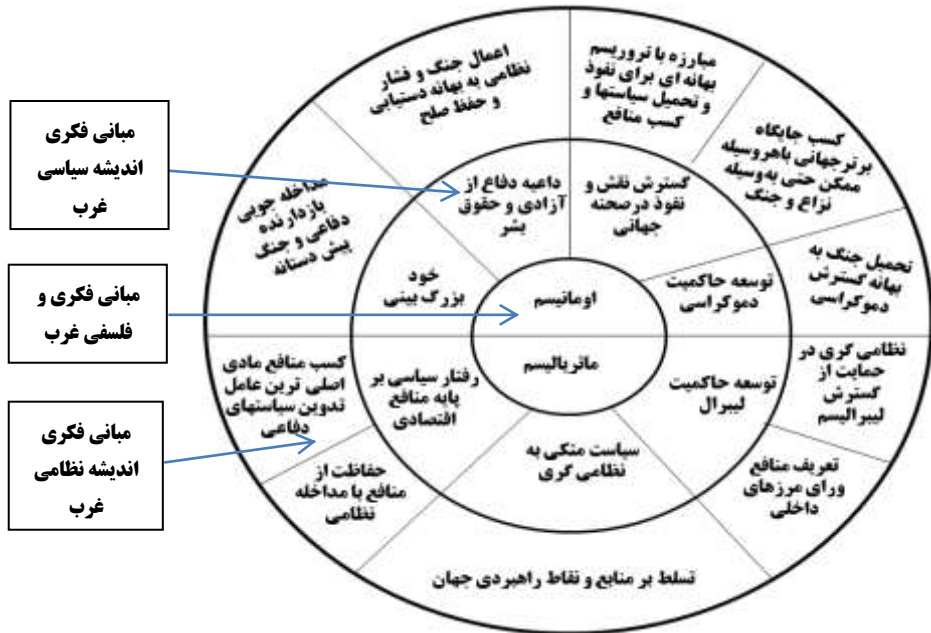 مبانی فکری
اندیشه سیاسی
غرب
مبانی فکری و
فلسفی غرب
مبانی فکری
اندیشه نظامی
غرب
اعمال جنگ و فشار
نظامی به بهانه دستیابی
و حفظ صلح
مبارزه با تروریسم
بهانه ای برای نفوذ
و تحمیل سیاستها و
کسب منافع
کسب جایگاه
برتر جهانی باهروسیله
ممکن حتی به‌وسیله
نزاع و جنگ
تحمیل جنگ به
بهانه گسترش
دموکراسی
نظامی گری در
حمایت از
گسترش
لیبرالیسم
تعریف منافع
ورای مرزهای
داخلی
تسلط بر منابع و نقاط راهبردی جهان
حفاظت از
منافع با مداخله
نظامی
کسب منافع مادی
اصلی ترین عامل
تدوین سیاستهای
دفاعی
مداخله جویی
بازدارنده
دفاعی و جنگ
پیش دستانه
داعیه دفاع از
آزادی و حقوق
بشر
گسترش نقش و
نفوذ درصحنه
جهانی
توسعه حاکمیت
دموکراسی
توسعه حاکمیت
لیبرال
سیاست متکی به
نظامی گری
رفتار سیاسی بر
پایه منافع
اقتصادی
خود
بزرگ بینی
اومانیسم
ماتریالیسم